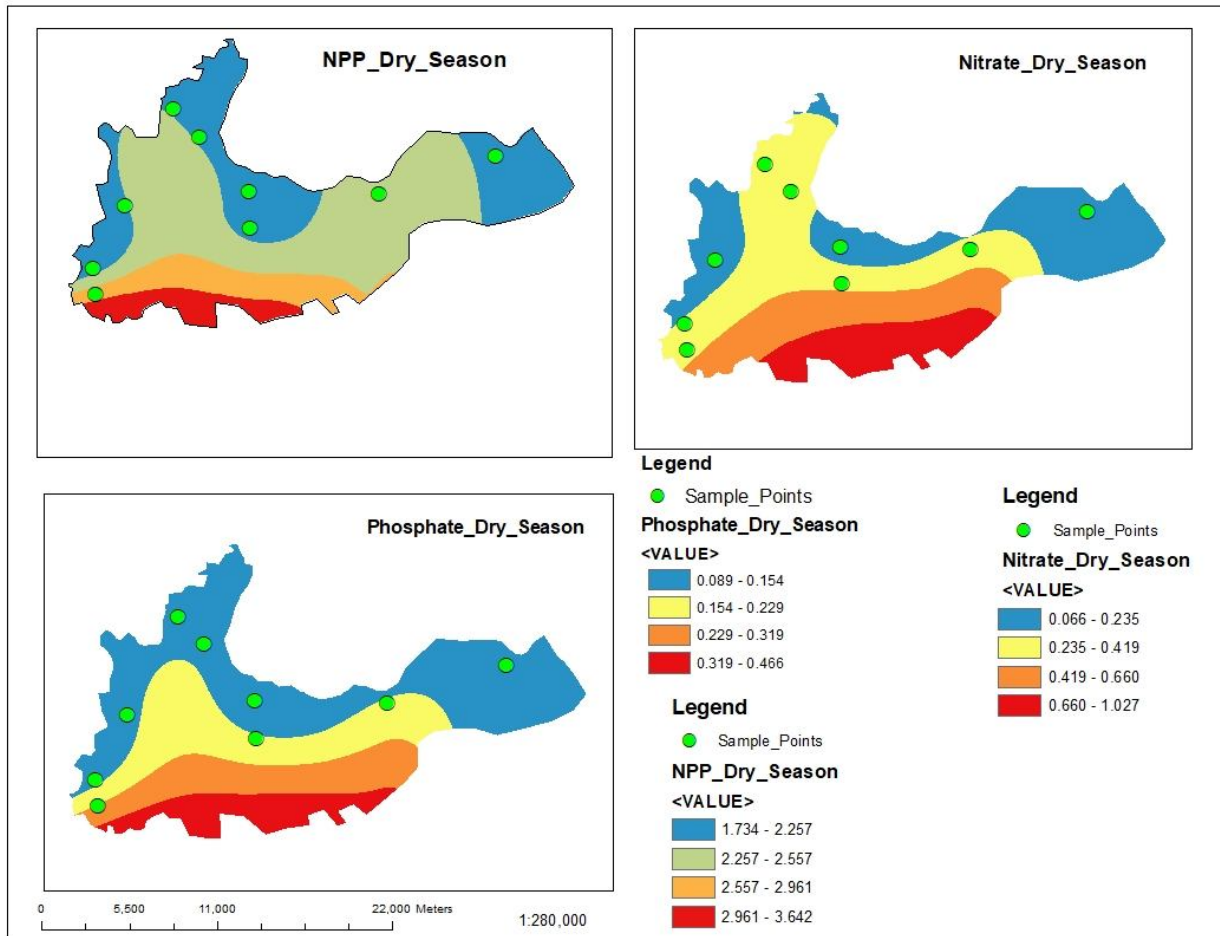 NPP_Dry_Season
Nitrate_Dry_Season
Phosphate_Dry_Season
0 5,500 11,000 22,000 Meters
1:280,000
Legend
Sample_Points
Phosphate_Dry_Season
<VALUE>
0.089 - 0.154
0.154 - 0.229
0.229 - 0.319
0.319 - 0.466
Legend
Sample_Points
Nitrate_Dry_Season
<VALUE>
0.066 - 0.235
0.235 - 0.419
0.419 - 0.660
0.660 - 1.027
Legend
Sample_Points
NPP_Dry_Season
<VALUE>
1.734 - 2.257
2.257 - 2.557
2.557 - 2.961
2.961 - 3.642